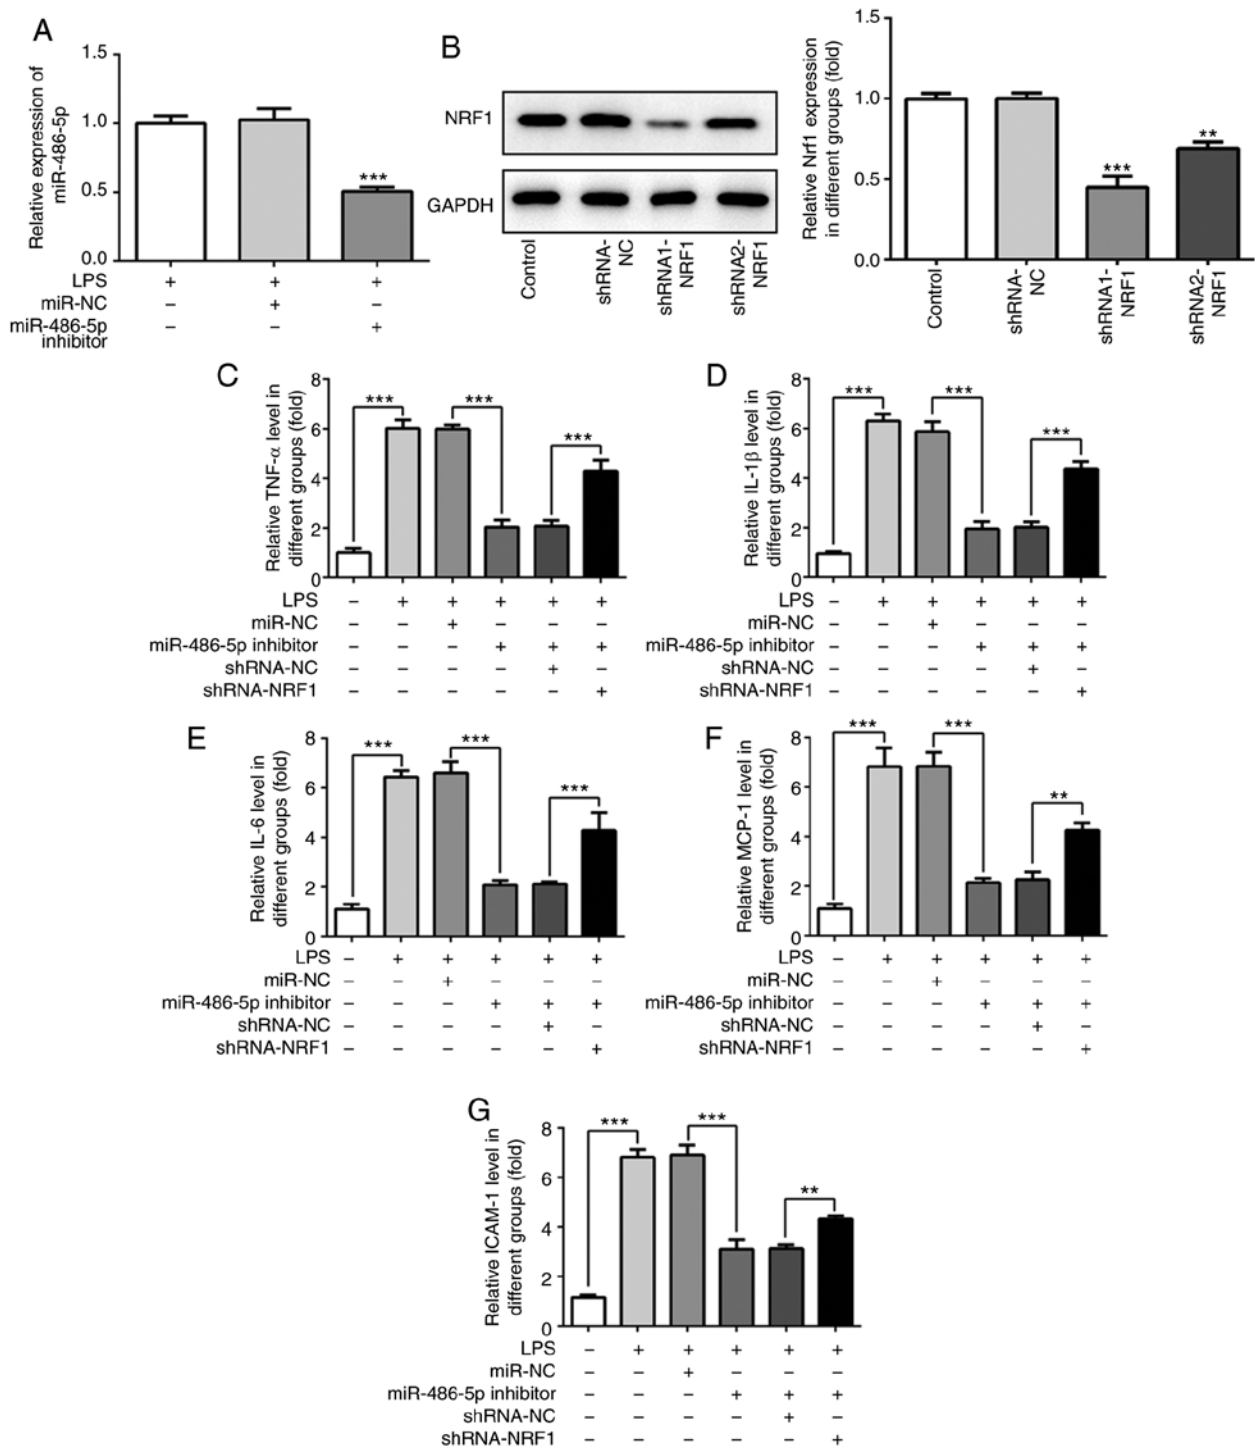 A
Relative expression of
miR-486-5p
1.5
1.0
0.5
0.0
***
LPS + + +
miR-NC – + –
miR-486-5p
inhibitor – – +
B
NRF1
GAPDH
Control
shRNA-
NC
shRNA1-
NRF1
shRNA2-
NRF1
Relative Nrf1 expression
in different groups (fold)
1.5
1.0
0.5
0.0
***
**
Control
shRNA-
NC
shRNA1-
NRF1
shRNA2-
NRF1
C
Relative TNF-α level in
different groups (fold)
8
6
4
2
0
*** *** ***
LPS – + + + + +
miR-NC – – + – – –
miR-486-5p inhibitor – – – + + +
shRNA-NC – – – – + –
shRNA-NRF1 – – – – – +
D
Relative IL-1β level in
different groups (fold)
8
6
4
2
0
*** *** ***
LPS – + + + + +
miR-NC – – + – – –
miR-486-5p inhibitor – – – + + +
shRNA-NC – – – – + –
shRNA-NRF1 – – – – – +
E
Relative IL-6 level in
different groups (fold)
8
6
4
2
0
*** *** ***
LPS – + + + + +
miR-NC – – + – – –
miR-486-5p inhibitor – – – + + +
shRNA-NC – – – – + –
shRNA-NRF1 – – – – – +
F
Relative MCP-1 level in
different groups (fold)
8
6
4
2
0
*** *** **
LPS – + + + + +
miR-NC – – + – – –
miR-486-5p inhibitor – – – + + +
shRNA-NC – – – – + –
shRNA-NRF1 – – – – – +
G
Relative ICAM-1 level in
different groups (fold)
8
6
4
2
0
*** *** **
LPS – + + + + +
miR-NC – – + – – –
miR-486-5p inhibitor – – – + + +
shRNA-NC – – – – + –
shRNA-NRF1 – – – – – +